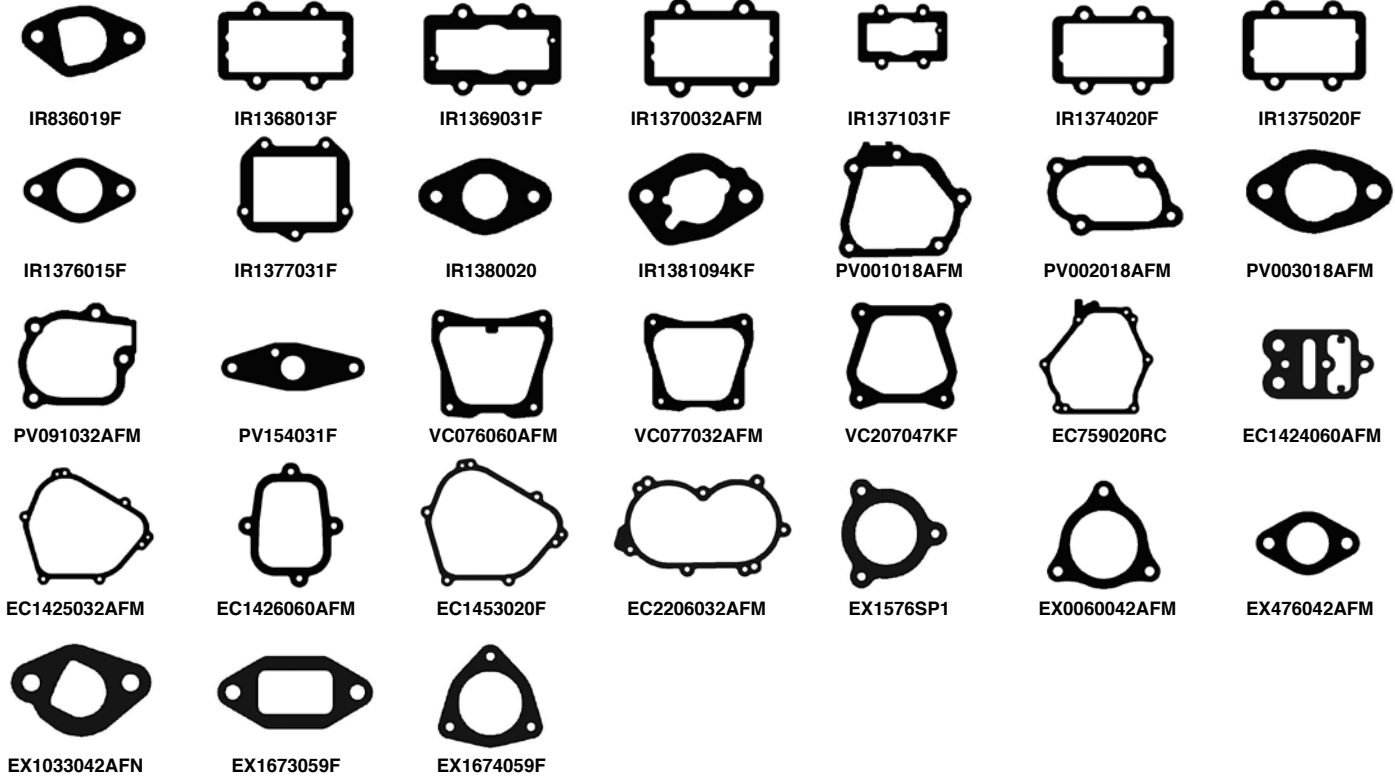 IR836019F IR1368013F IR1369031F IR1370032AFM IR1371031F IR1374020F IR1375020F
IR1376015F IR1377031F IR1380020 IR1381094KF PV001018AFM PV002018AFM PV003018AFM
PV091032AFM PV154031F VC076060AFM VC077032AFM VC207047KF EC759020RC EC1424060AFM
EC1425032AFM EC1426060AFM EC1453020F EC2206032AFM EX1576SP1 EX0060042AFM EX476042AFM
EX1033042AFN EX1673059F EX1674059F